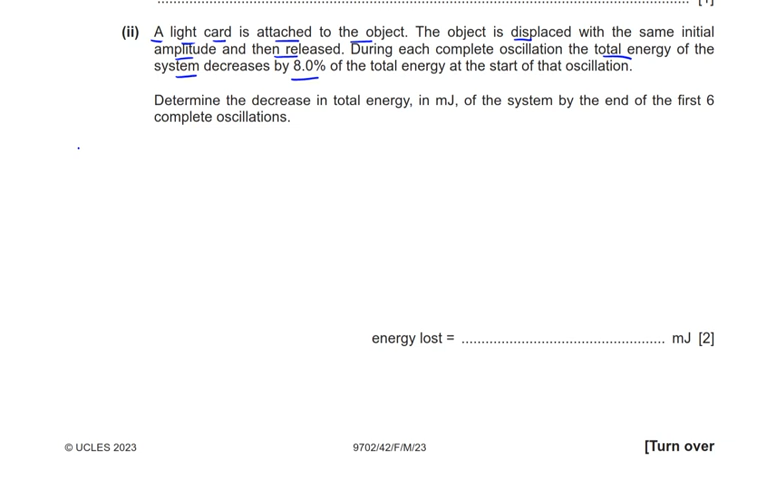 [1]
(ii) A light card is attached to the object. The object is displaced with the same initial
amplitude and then released. During each complete oscillation the total energy of the
system decreases by 8.0% of the total energy at the start of that oscillation.
Determine the decrease in total energy, in mJ, of the system by the end of the first 6
complete oscillations.
energy lost = ................................................... mJ [2]
© UCLES 2023 9702/42/F/M/23 [Turn over